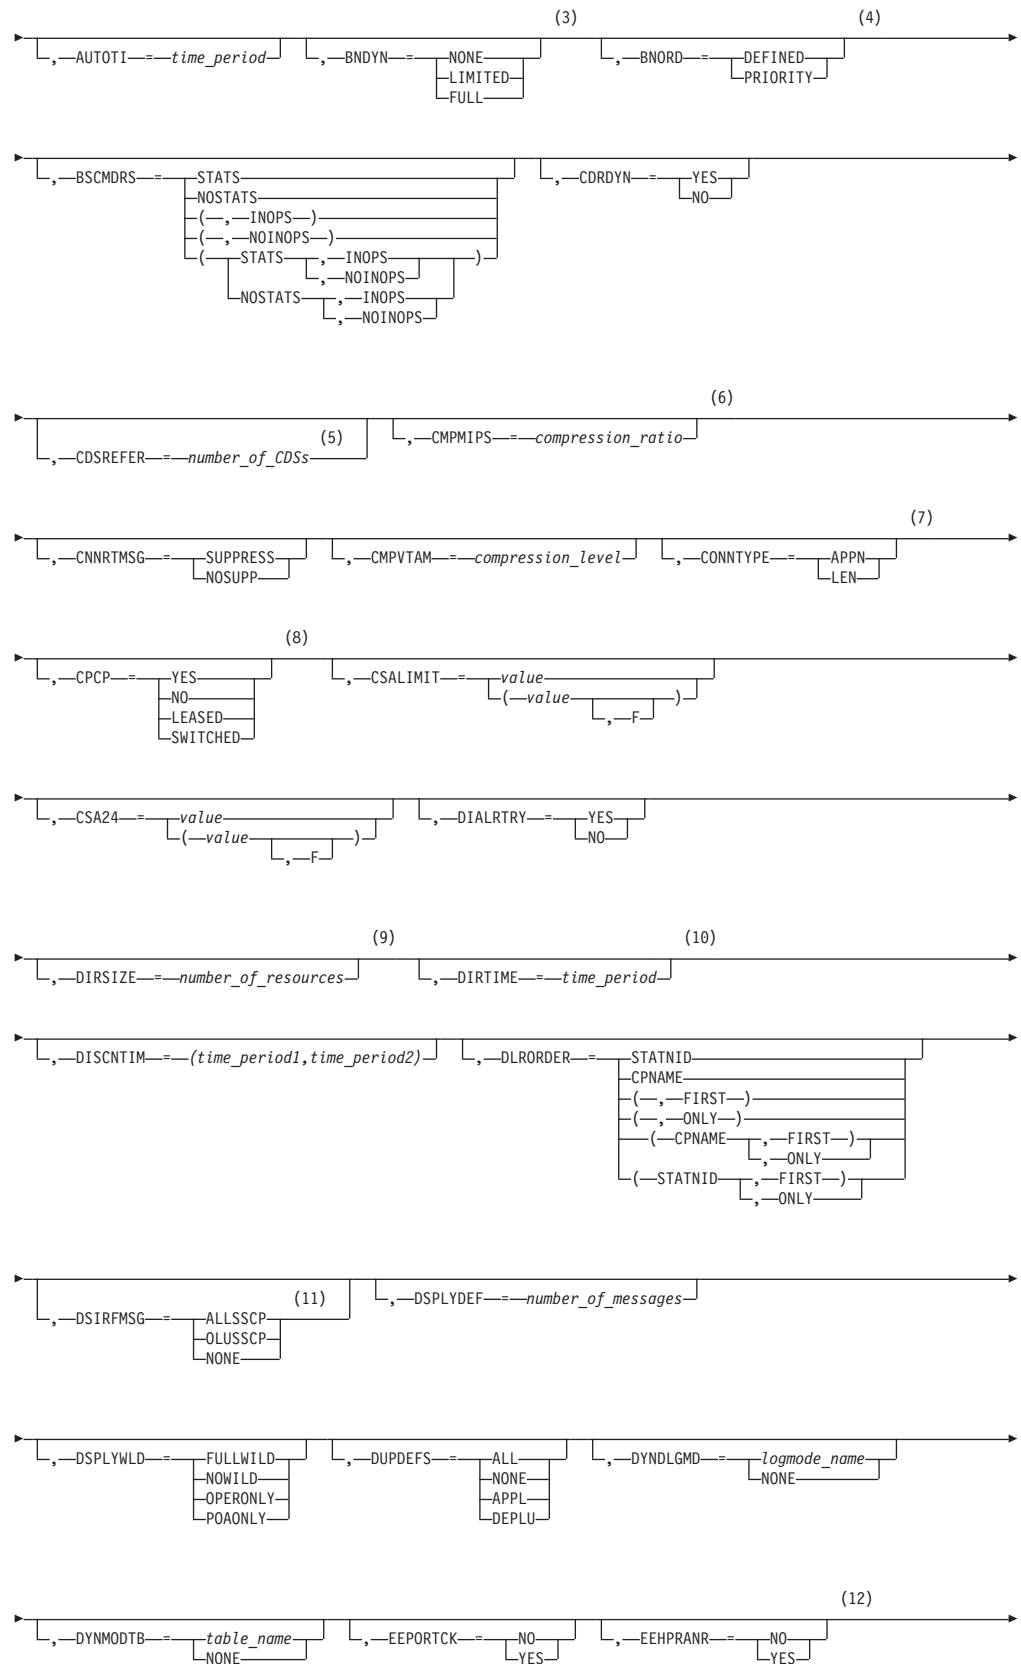 (3) (4)
,AUTOTI=time_period ,BNDYN=NONE ,BNORD=DEFINED
LIMITED PRIORITY
FULL
,BSCMDRS=STATS ,CDRDYN=YES
NOSTATS NO
(,INOPS)
(,NOINOPS)
(STATS,INOPS)
,NOINOPS
NOSTATS,INOPS
,NOINOPS
(6)
(5) ,CMPMIPS=compression_ratio
,CDSREFER=number_of_CDSs
(7)
,CNNRTMSG=SUPPRESS ,CMPVTAM=compression_level ,CONNTYPE=APPN
NOSUPP LEN
(8)
,CPCP=YES ,CSALIMIT=value
NO (value)
LEASED ,F
SWITCHED
,CSA24=value ,DIALRTRY=YES
(value) NO
,F
(9) (10)
,DIRSIZE=number_of_resources ,DIRTIME=time_period
,DISCNTIM=(time_period1,time_period2) ,DLRORDER=STATNID
CPNAME
(,FIRST)
(,ONLY)
(CPNAME,FIRST)
,ONLY
(STATNID,FIRST)
,ONLY
(11) ,DSPLYDEF=number_of_messages
,DSIRFMSG=ALLSSCP
OLUSSCP
NONE
,DSPLYWLD=FULLWILD ,DUPDEFS=ALL ,DYNDLGMD=logmode_name
NOWILD NONE NONE
OPERONLY APPL
POAONLY DEPLU
(12)
,DYNMODTB=table_name ,EEPORTCK=NO ,EEHPRANR=NO
NONE YES YES